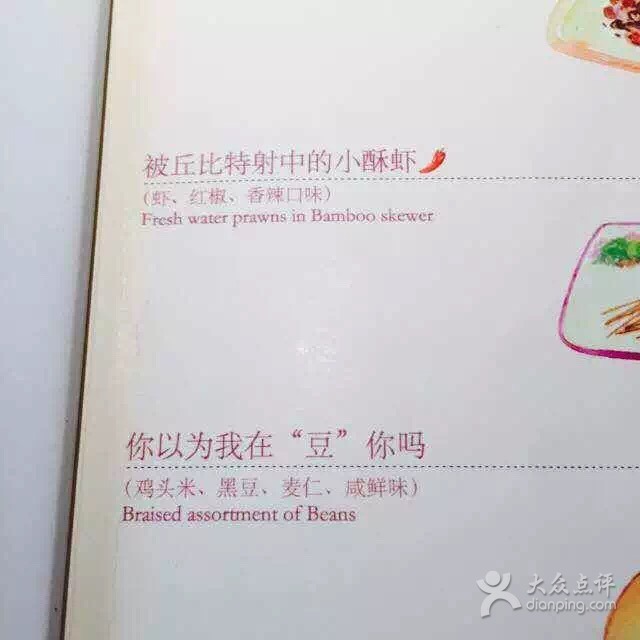 被丘比特射中的小酥虾
(虾、红椒、香辣口味)
Fresh water prawns in Bamboo skewer
你以为我在“豆”你吗
(鸡头米、黑豆、麦仁、咸鲜味)
Braised assortment of Beans
大众点评
dianping.com